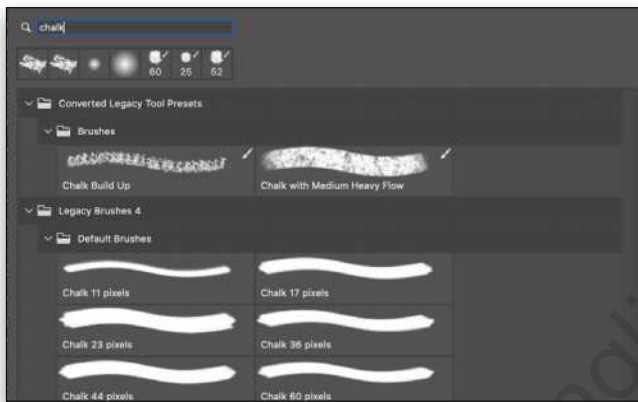 chalk
60 25 52
Converted Legacy Tool Presets
Brushes
Chalk Build Up Chalk with Medium Heavy Flow
Legacy Brushes 4
Default Brushes
Chalk 11 pixels Chalk 17 pixels
Chalk 23 pixels Chalk 36 pixels
Chalk 44 pixels Chalk 60 pixels